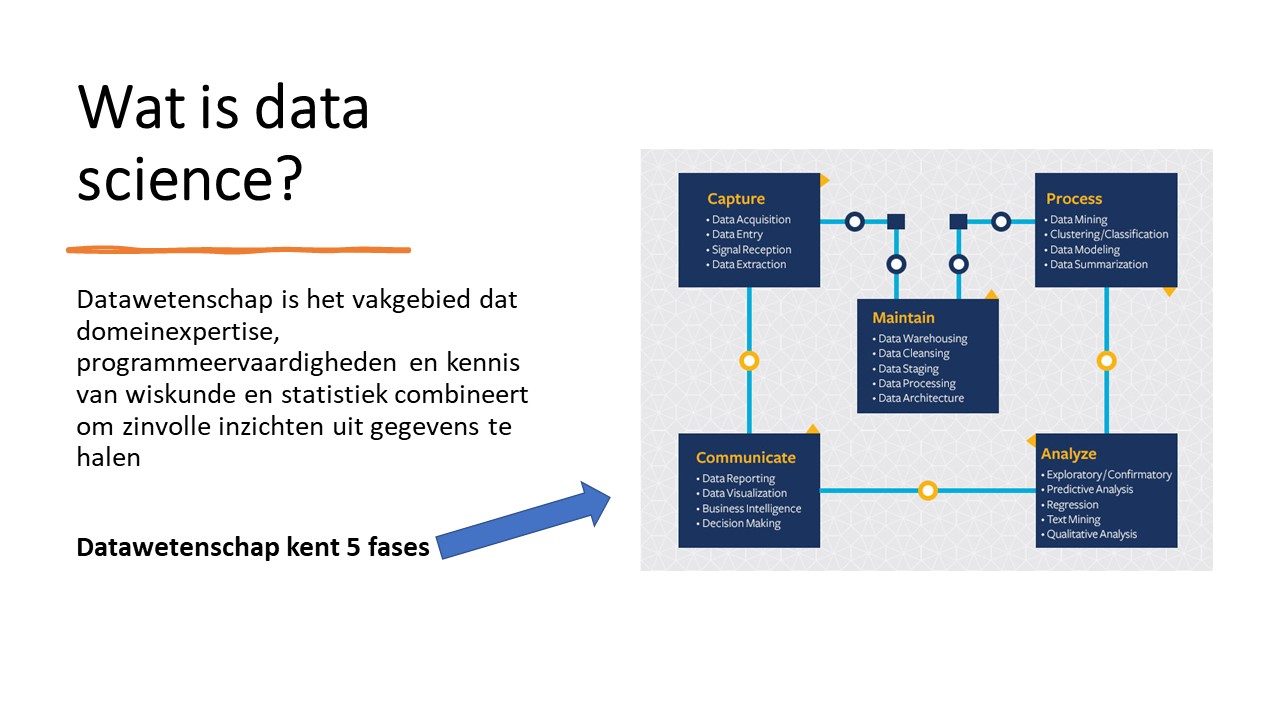 Wat is data
science?
Datawetenschap is het vakgebied dat
domeinexpertise,
programmeervaardigheden en kennis
van wiskunde en statistiek combineert
om zinvolle inzichten uit gegevens te
halen
Datawetenschap kent 5 fases
Capture
• Data Acquisition
• Data Entry
• Signal Reception
• Data Extraction
Process
• Data Mining
• Clustering/Classification
• Data Modeling
• Data Summarization
Maintain
• Data Warehousing
• Data Cleansing
• Data Staging
• Data Processing
• Data Architecture
Communicate
• Data Reporting
• Data Visualization
• Business Intelligence
• Decision Making
Analyze
• Exploratory/Confirmatory
• Predictive Analysis
• Regression
• Text Mining
• Qualitative Analysis